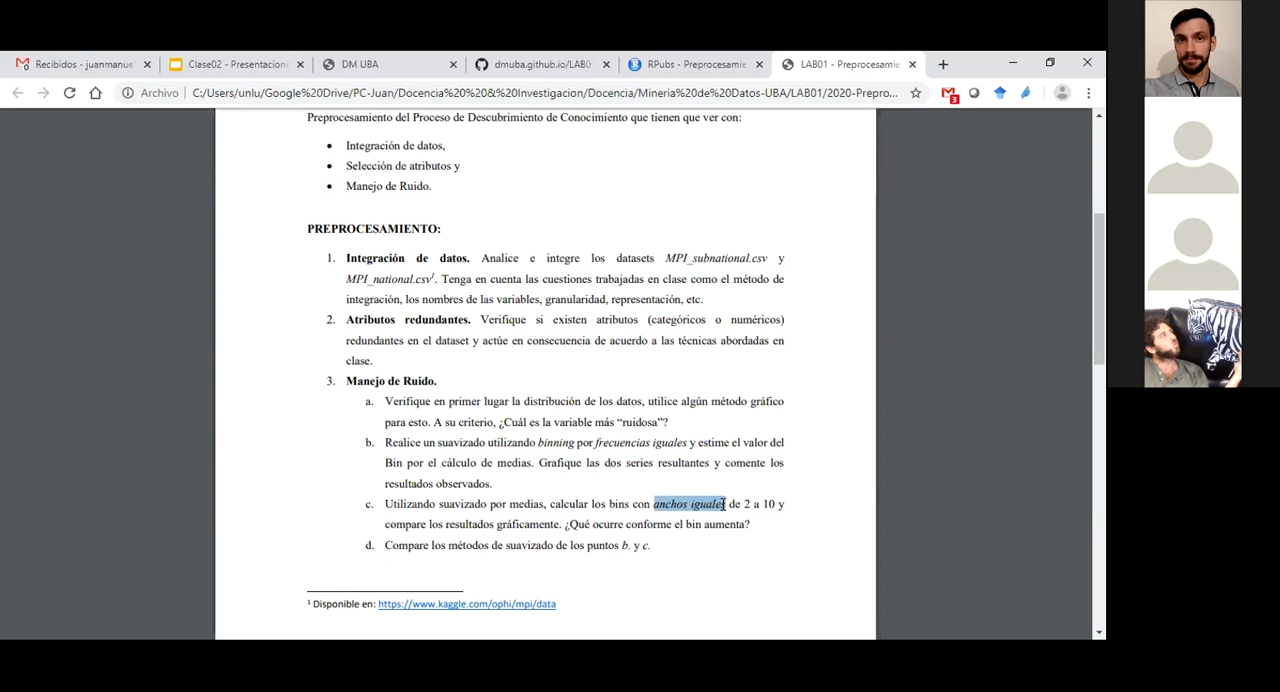 Recibidos - juanmanue
Clase02 - Presentacion
DM UBA
dmuba.github.io/LAB0
RPubs - Preprocesamie
LAB01 - Preprocesamie
Archivo
C:/Users/unlu/Google%20Drive/PC-Juan/Docencia%20%20&%20Investigacion/Docencia/Mineria%20de%20Datos-UBA/LAB01/2020-Prepro...
3
Preprocesamiento del Proceso de Descubrimiento de Conocimiento que tienen que ver con:
• Integración de datos,
• Selección de atributos y
• Manejo de Ruido.
PREPROCESAMIENTO:
1. Integración de datos. Analice e integre los datasets MPI_subnational.csv y
MPI_national.csv¹. Tenga en cuenta las cuestiones trabajadas en clase como el método de
integración, los nombres de las variables, granularidad, representación, etc.
2. Atributos redundantes. Verifique si existen atributos (categóricos o numéricos)
redundantes en el dataset y actúe en consecuencia de acuerdo a las técnicas abordadas en
clase.
3. Manejo de Ruido.
a. Verifique en primer lugar la distribución de los datos, utilice algún método gráfico
para esto. A su criterio, ¿Cuál es la variable más “ruidosa”?
b. Realice un suavizado utilizando binning por frecuencias iguales y estime el valor del
Bin por el cálculo de medias. Grafique las dos series resultantes y comente los
resultados observados.
c. Utilizando suavizado por medias, calcular los bins con anchos iguales de 2 a 10 y
compare los resultados gráficamente. ¿Qué ocurre conforme el bin aumenta?
d. Compare los métodos de suavizado de los puntos b. y c.
¹ Disponible en: https://www.kaggle.com/ophi/mpi/data